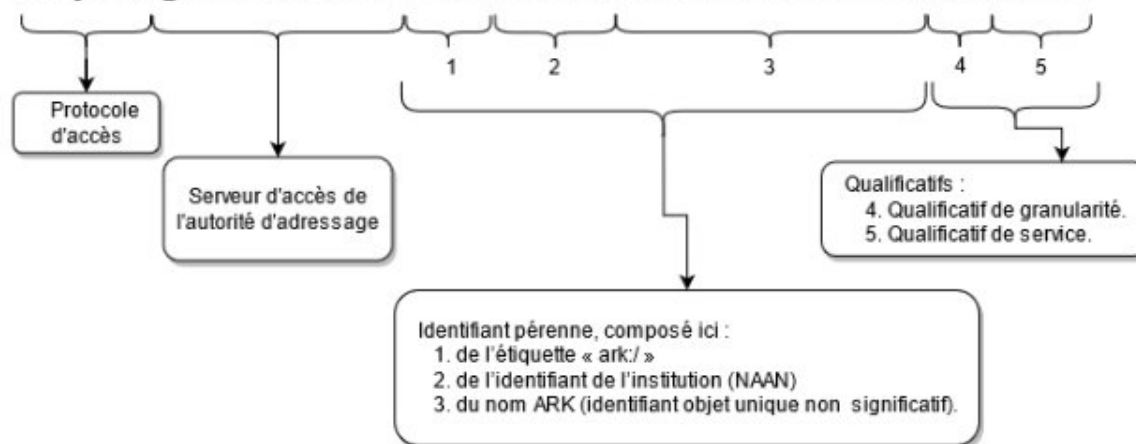 1 2 3 4 5
Protocole
d'accès
Serveur d'accès de
l'autorité d'adressage
Qualificatifs :
4. Qualificatif de granularité.
5. Qualificatif de service.
Identifiant pérenne, composé ici :
1. de l'étiquette « ark:/ »
2. de l'identifiant de l'institution (NAAN)
3. du nom ARK (identifiant objet unique non significatif).